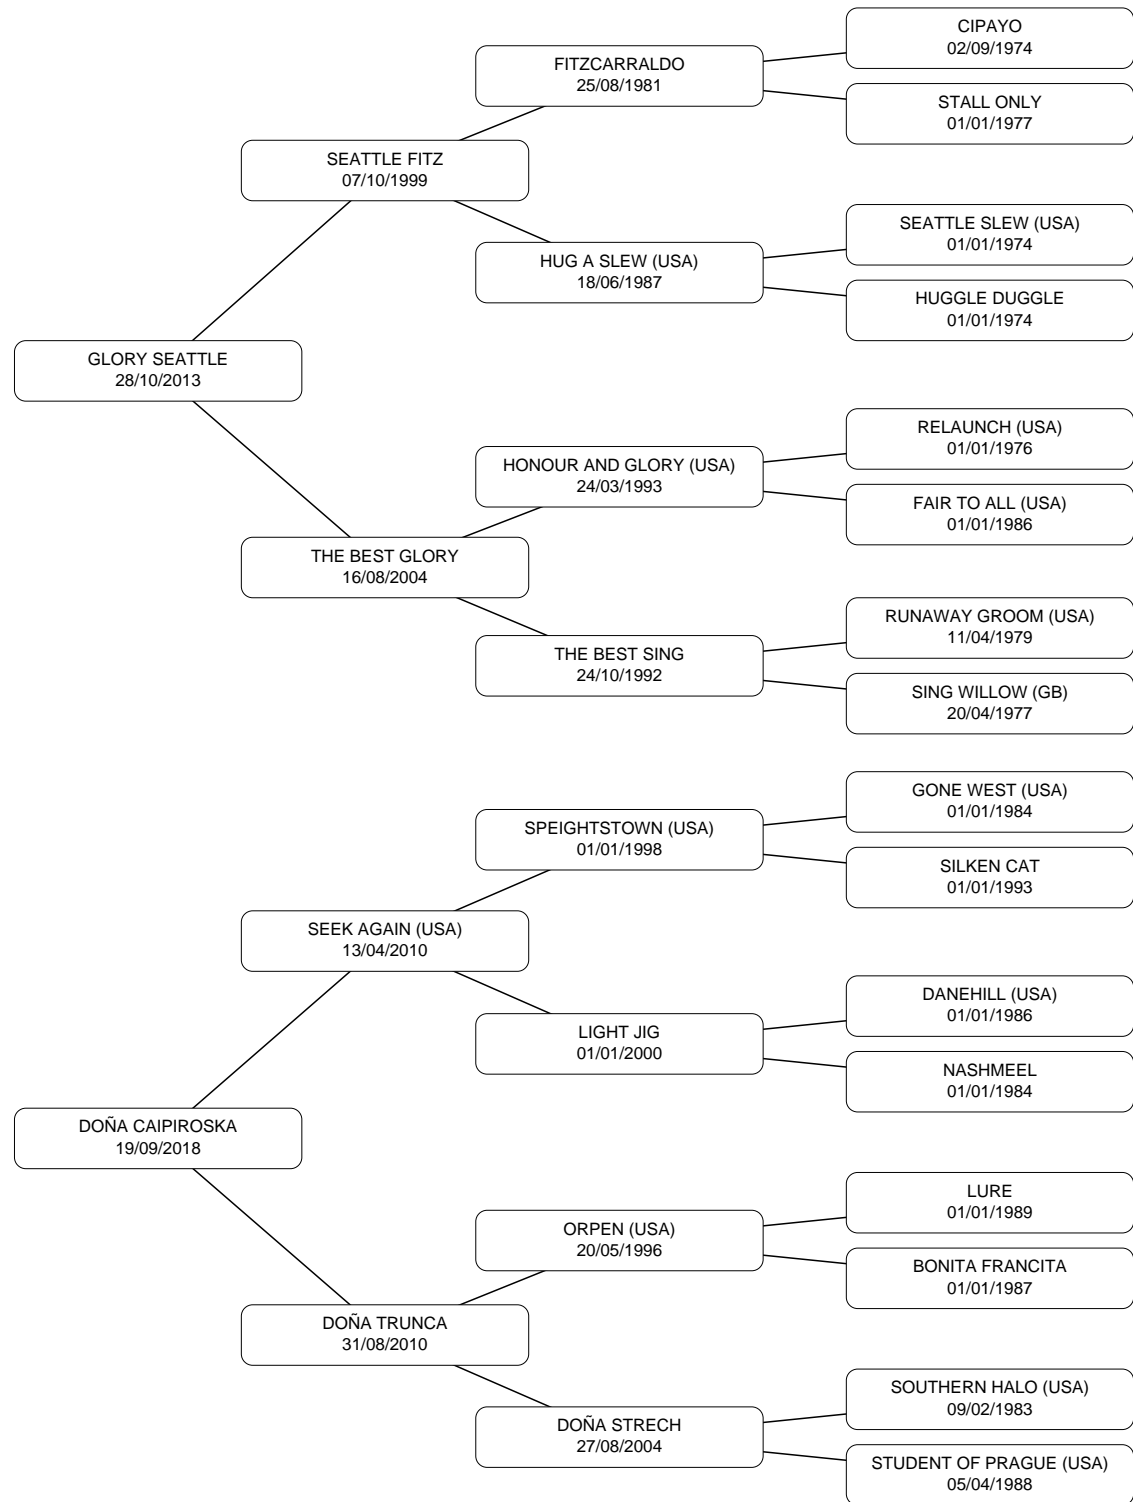 CIPAYO
02/09/1974
FITZCARRALDO
25/08/1981
STALL ONLY
01/01/1977
SEATTLE FITZ
07/10/1999
SEATTLE SLEW (USA)
01/01/1974
HUG A SLEW (USA)
18/06/1987
HUGGLE DUGGLE
01/01/1974
GLORY SEATTLE
28/10/2013
RELAUNCH (USA)
01/01/1976
HONOUR AND GLORY (USA)
24/03/1993
FAIR TO ALL (USA)
01/01/1986
THE BEST GLORY
16/08/2004
RUNAWAY GROOM (USA)
11/04/1979
THE BEST SING
24/10/1992
SING WILLOW (GB)
20/04/1977
GONE WEST (USA)
01/01/1984
SPEIGHTSTOWN (USA)
01/01/1998
SILKEN CAT
01/01/1993
SEEK AGAIN (USA)
13/04/2010
DANEHILL (USA)
01/01/1986
LIGHT JIG
01/01/2000
NASHMEEL
01/01/1984
DOÑA CAIPIROSKA
19/09/2018
LURE
01/01/1989
ORPEN (USA)
20/05/1996
BONITA FRANCITA
01/01/1987
DOÑA TRUNCA
31/08/2010
SOUTHERN HALO (USA)
09/02/1983
DOÑA STRECH
27/08/2004
STUDENT OF PRAGUE (USA)
05/04/1988